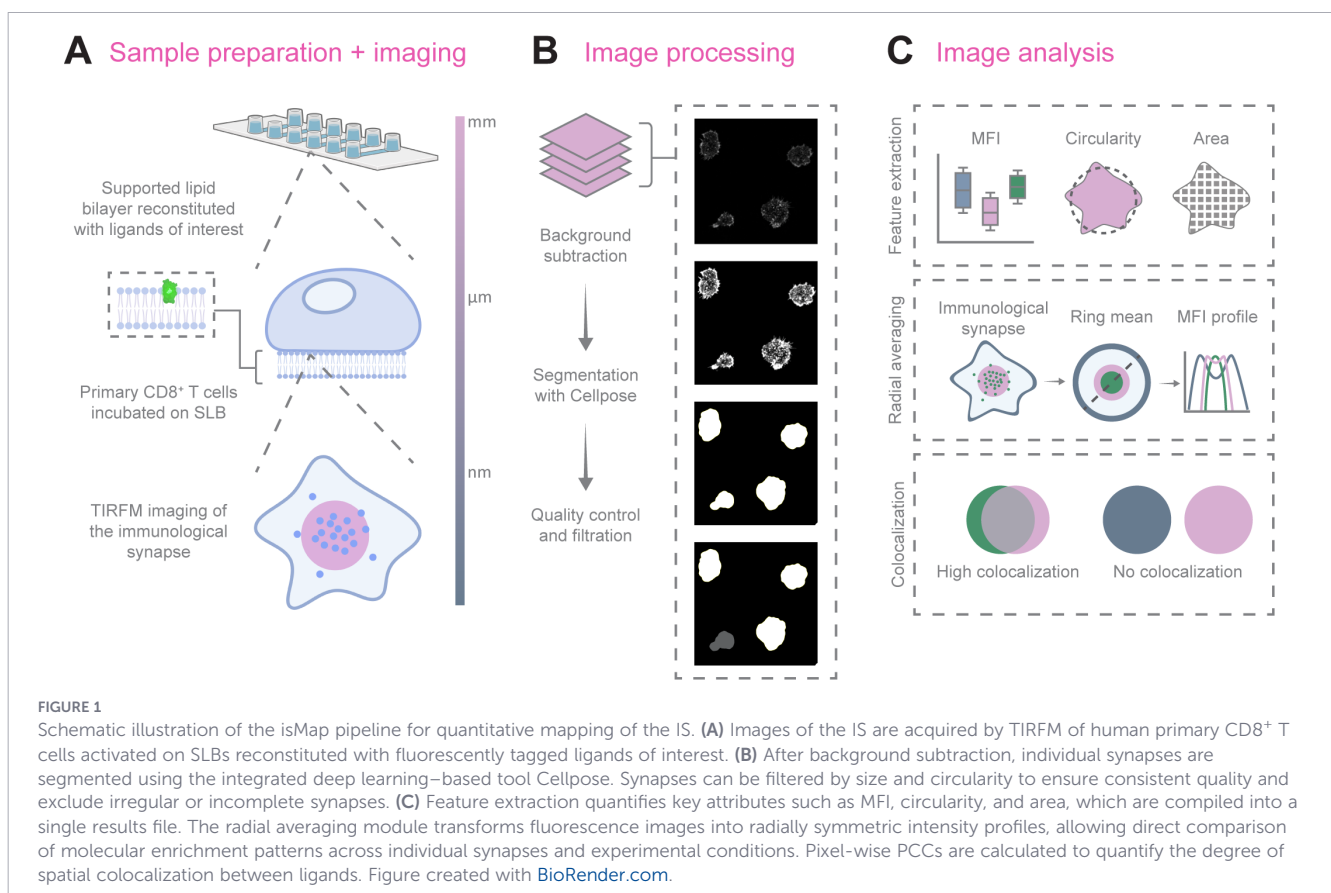 A Sample preparation + imaging
mm
Supported lipid
bilayer reconstituted
with ligands of interest
μm
Primary CD8⁺ T cells
incubated on SLB
nm
TIRFM imaging of
the immunological
synapse
B Image processing
Background
subtraction
Segmentation
with Cellpose
Quality control
and filtration
C Image analysis
Feature extraction
MFI
Circularity
Area
Radial averaging
Immunological
synapse
Ring mean
MFI profile
Colocalization
High colocalization
No colocalization
FIGURE 1
Schematic illustration of the isMap pipeline for quantitative mapping of the IS. (A) Images of the IS are acquired by TIRFM of human primary CD8⁺ T
cells activated on SLBs reconstituted with fluorescently tagged ligands of interest. (B) After background subtraction, individual synapses are
segmented using the integrated deep learning–based tool Cellpose. Synapses can be filtered by size and circularity to ensure consistent quality and
exclude irregular or incomplete synapses. (C) Feature extraction quantifies key attributes such as MFI, circularity, and area, which are compiled into a
single results file. The radial averaging module transforms fluorescence images into radially symmetric intensity profiles, allowing direct comparison
of molecular enrichment patterns across individual synapses and experimental conditions. Pixel-wise PCCs are calculated to quantify the degree of
spatial colocalization between ligands. Figure created with BioRender.com.